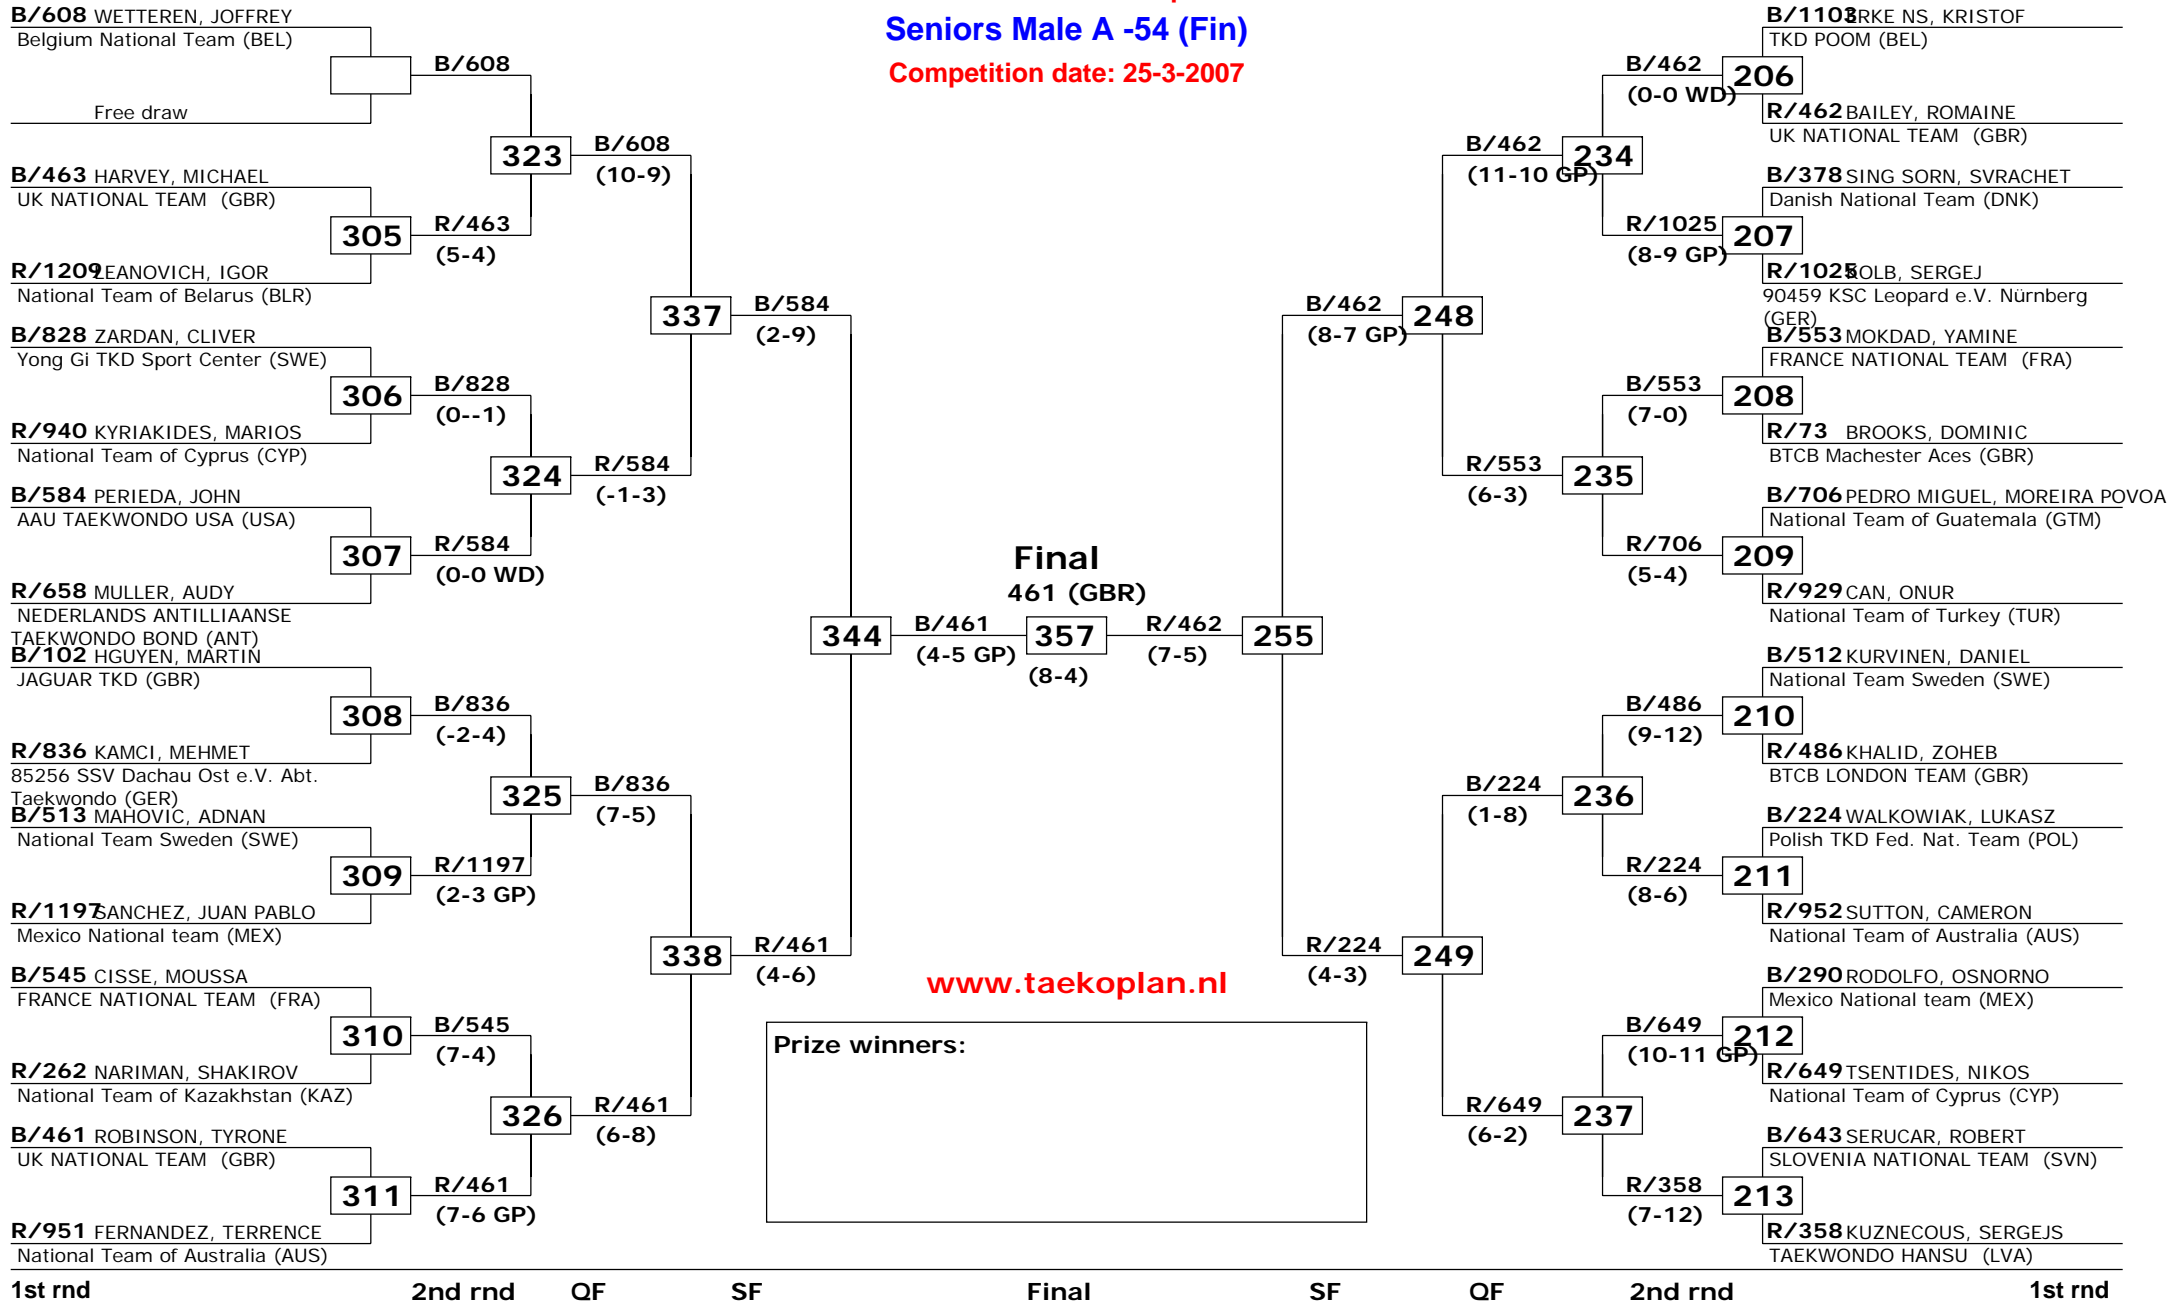 Seniors Male A -54 (Fin)
Competition date: 25-3-2007
B/608 WETTEREN, JOFFREY
Belgium National Team (BEL)
Free draw
B/463 HARVEY, MICHAEL
UK NATIONAL TEAM (GBR)
305
R/1209 LEANOVICH, IGOR
National Team of Belarus (BLR)
B/828 ZARDAN, CLIVER
Yong Gi TKD Sport Center (SWE)
306
R/940 KYRIAKIDES, MARIOS
National Team of Cyprus (CYP)
B/584 PERIEDA, JOHN
AAU TAEKWONDO USA (USA)
307
R/658 MULLER, AUDY
NEDERLANDS ANTILLIAANSE
TAEKWONDO BOND (ANT)
B/102 HGUYEN, MARTIN
JAGUAR TKD (GBR)
308
R/836 KAMCI, MEHMET
85256 SSV Dachau Ost e.V. Abt.
Taekwondo (GER)
B/513 MAHOVIC, ADNAN
National Team Sweden (SWE)
309
R/1197 SANCHEZ, JUAN PABLO
Mexico National team (MEX)
B/545 CISSE, MOUSSA
FRANCE NATIONAL TEAM (FRA)
310
R/262 NARIMAN, SHAKIROV
National Team of Kazakhstan (KAZ)
B/461 ROBINSON, TYRONE
UK NATIONAL TEAM (GBR)
311
R/951 FERNANDEZ, TERRENCE
National Team of Australia (AUS)
B/608
323
R/463
(5-4)
B/828
(0--1)
324
R/584
(0-0 WD)
B/836
(-2-4)
325
R/1197
(2-3 GP)
B/545
(7-4)
326
R/461
(7-6 GP)
B/608
(10-9)
337
R/584
(-1-3)
B/836
(7-5)
338
R/461
(6-8)
B/584
(2-9)
344
R/461
(4-6)
B/461
(4-5 GP)
Final
461 (GBR)
357
(8-4)
R/462
(7-5)
255
B/462
(8-7 GP)
R/224
(4-3)
B/462
(11-10 GP)
248
R/553
(6-3)
B/224
(1-8)
249
R/649
(6-2)
B/462
(0-0 WD)
234
R/1025
(8-9 GP)
B/553
(7-0)
235
R/706
(5-4)
B/486
(9-12)
236
R/224
(8-6)
B/649
(10-11 GP)
237
R/358
(7-12)
B/1103 ERKE NS, KRISTOF
TKD POOM (BEL)
206
R/462 BAILEY, ROMAINE
UK NATIONAL TEAM (GBR)
B/378 SING SORN, SVRACHET
Danish National Team (DNK)
207
R/1025 KOLB, SERGEJ
90459 KSC Leopard e.V. Nürnberg
(GER)
B/553 MOKDAD, YAMINE
FRANCE NATIONAL TEAM (FRA)
208
R/73 BROOKS, DOMINIC
BTCB Machester Aces (GBR)
B/706 PEDRO MIGUEL, MOREIRA POVOA
National Team of Guatemala (GTM)
209
R/929 CAN, ONUR
National Team of Turkey (TUR)
B/512 KURVINEN, DANIEL
National Team Sweden (SWE)
210
R/486 KHALID, ZOHEB
BTCB LONDON TEAM (GBR)
B/224 WALKOWIAK, LUKASZ
Polish TKD Fed. Nat. Team (POL)
211
R/952 SUTTON, CAMERON
National Team of Australia (AUS)
B/290 RODOLFO, OSNORNO
Mexico National team (MEX)
212
R/649 TSENTIDES, NIKOS
National Team of Cyprus (CYP)
B/643 SERUCAR, ROBERT
SLOVENIA NATIONAL TEAM (SVN)
213
R/358 KUZNECOUS, SERGEJS
TAEKWONDO HANSU (LVA)
www.taekoplan.nl
Prize winners:
1st rnd 2nd rnd QF SF Final SF QF 2nd rnd 1st rnd